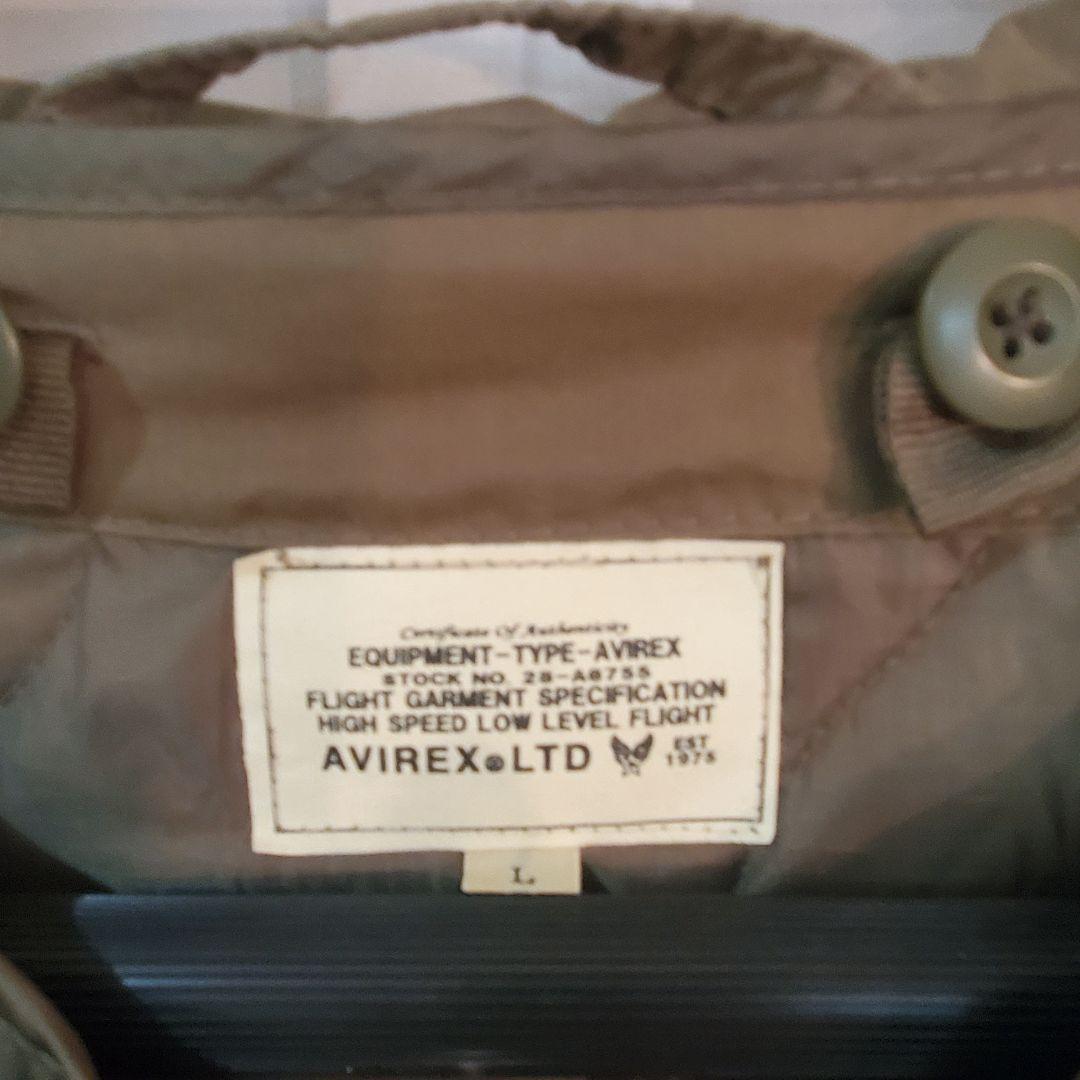 Certificate Of Authenticity
EQUIPMENT-TYPE-AVIREX
STOCK NO. 28-A6755
FLIGHT GARMENT SPECIFICATION
HIGH SPEED LOW LEVEL FLIGHT
AVIREX®LTD EST 1975
L